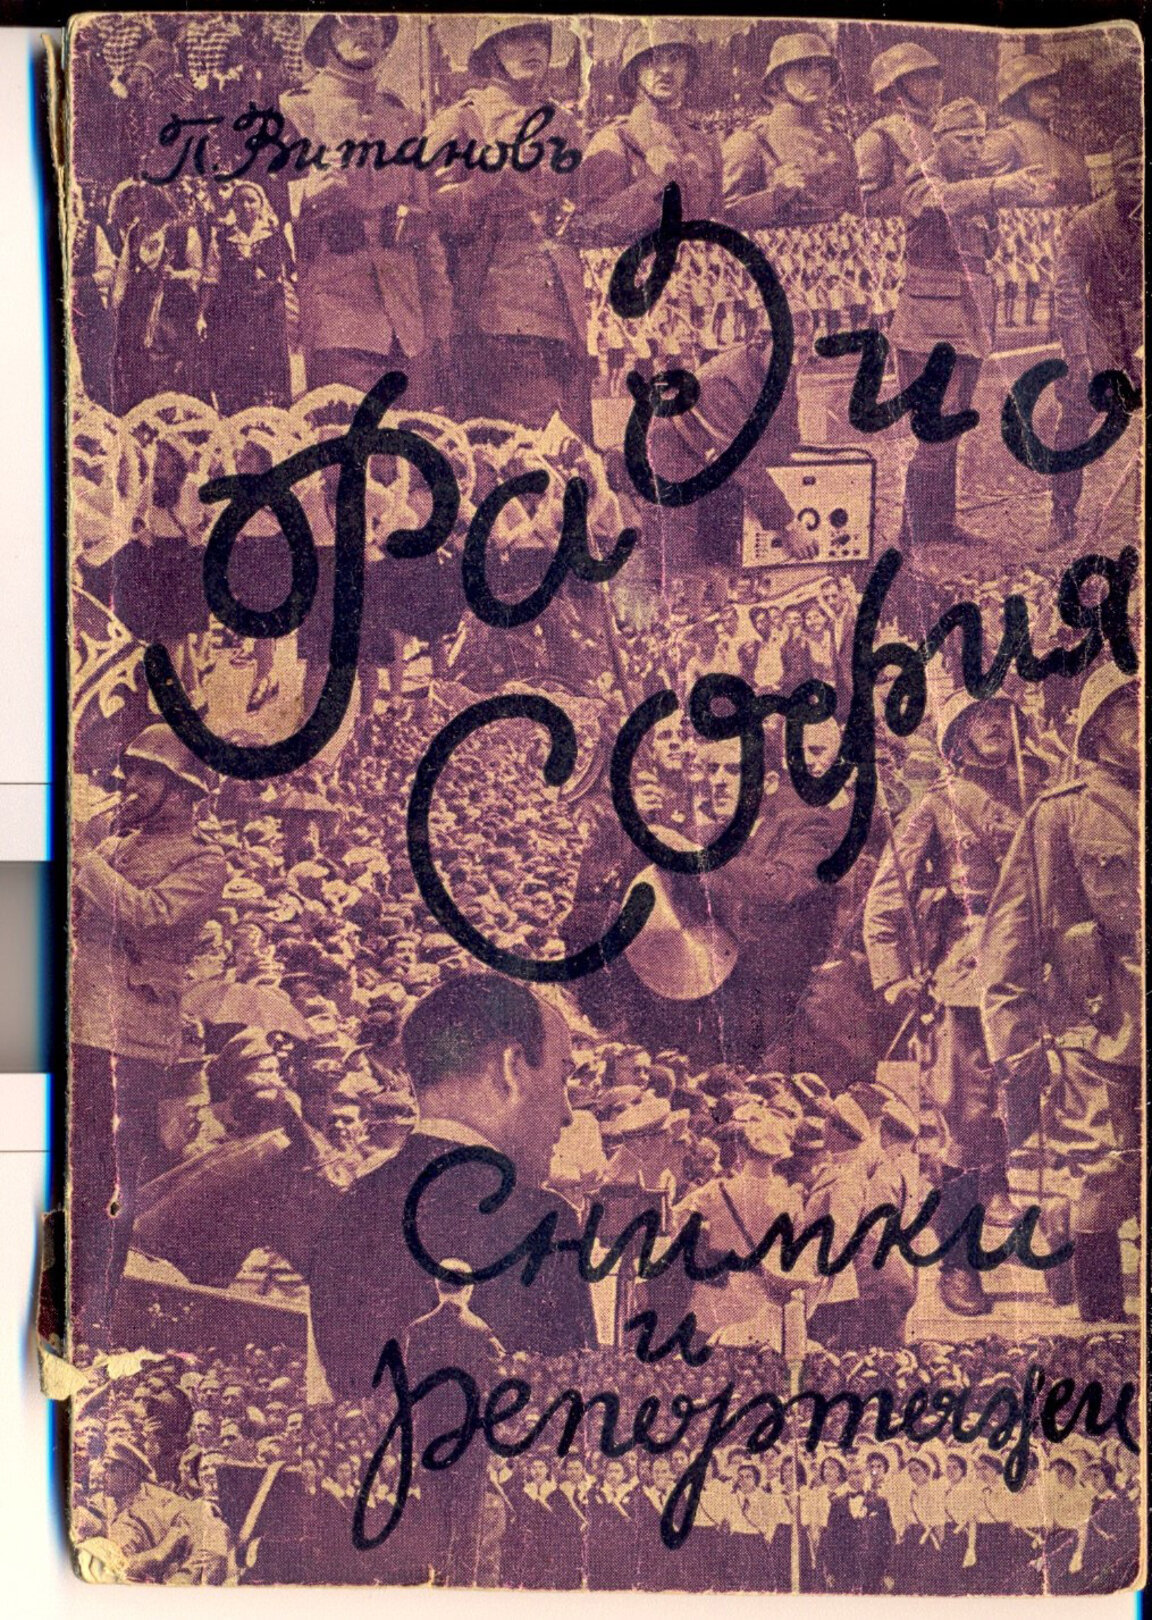 П. Витановъ
Радио
София
Снимки
и
репортажи